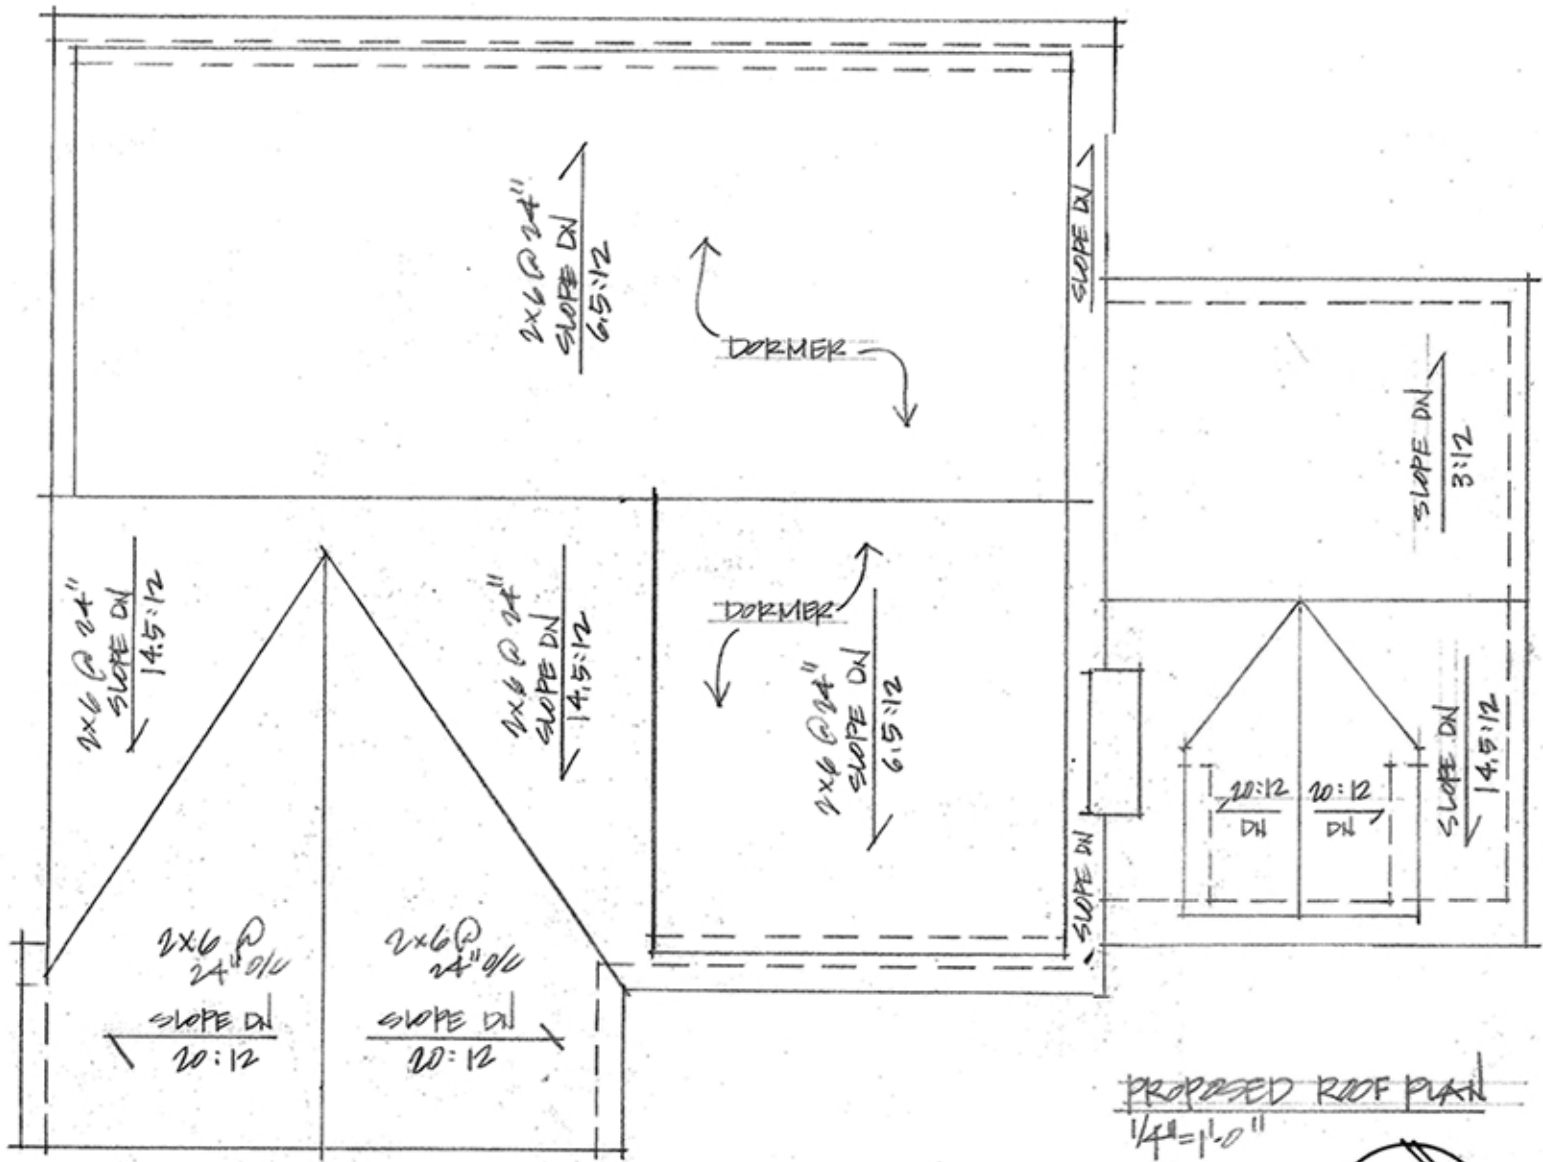 2x6 @ 24"
SLOPE DN
6.5:12
SLOPE DN
DORMER
SLOPE DN
3:12
2x6 @ 24"
SLOPE DN
14.5:12
2x6 @ 24"
SLOPE DN
14.5:12
DORMER
2x6 @ 24"
SLOPE DN
6.5:12
SLOPE DN
14.5:12
20:12
DN
20:12
DN
SLOPE DN
2x6 @
24" O/C
SLOPE DN
20:12
2x6 @
24" O/C
SLOPE DN
20:12
PROPOSED ROOF PLAN
1/4"=1'-0"